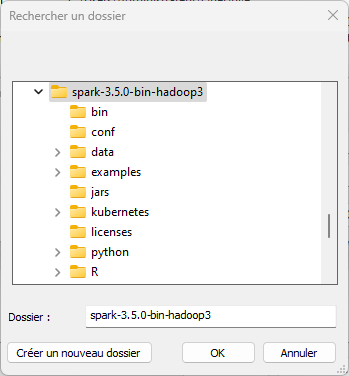 Rechercher un dossier
spark-3.5.0-bin-hadoop3
bin
conf
data
examples
jars
kubernetes
licenses
python
R
Dossier :
spark-3.5.0-bin-hadoop3
Créer un nouveau dossier
OK
Annuler